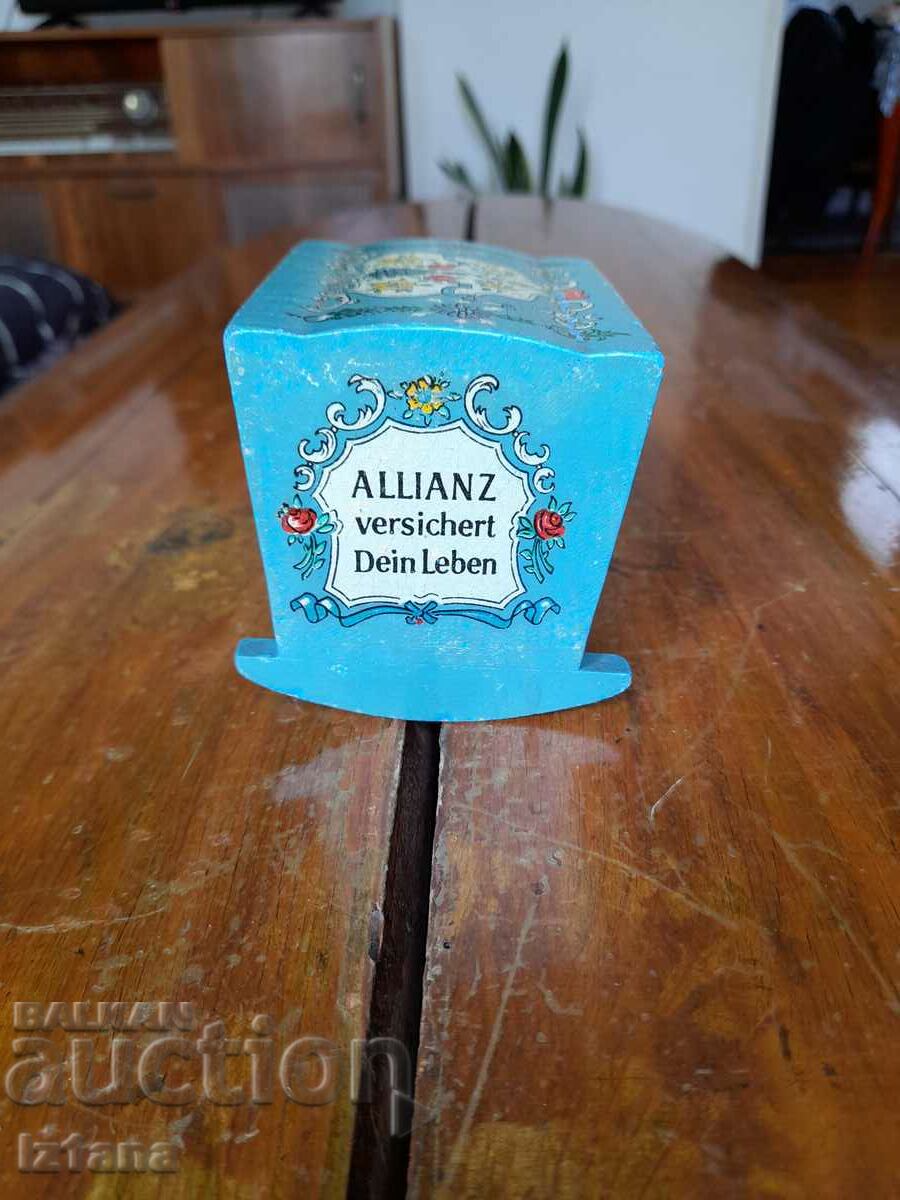 ALLIANZ
versichert
Dein Leben
BALKAN
auction
Iztana